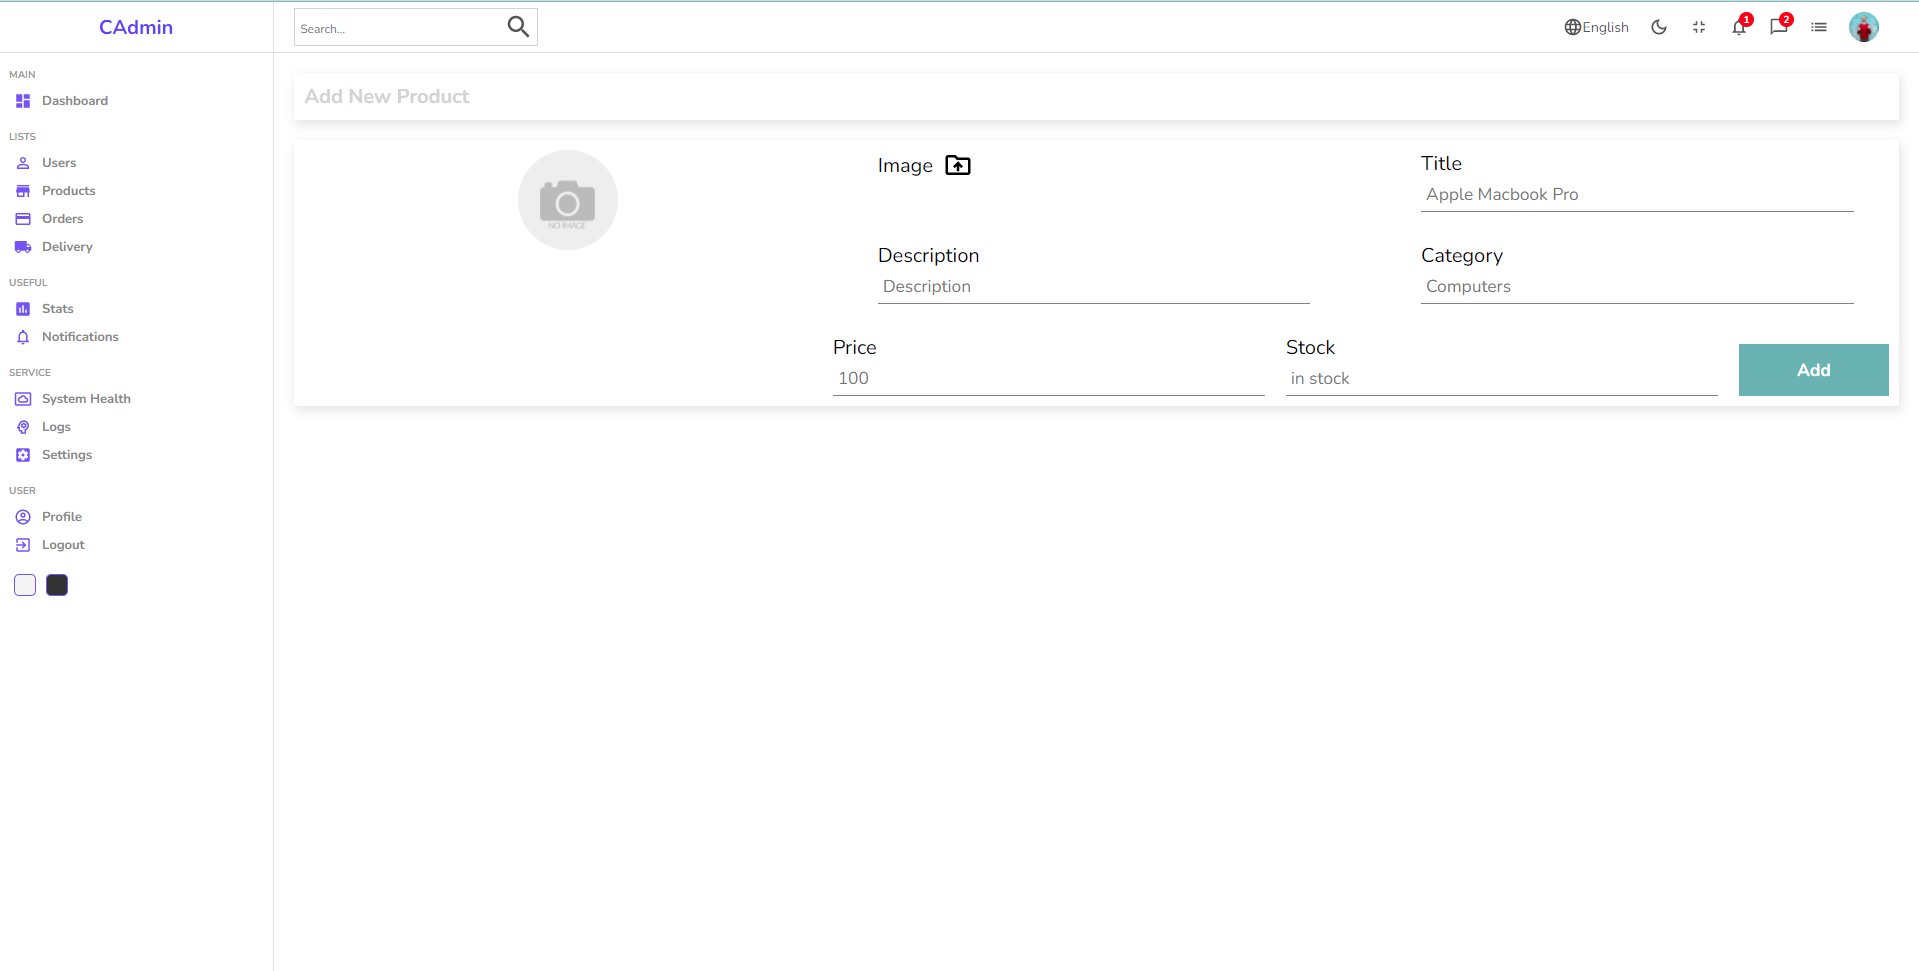 CAdmin
Search...
English
1
2
MAIN
Dashboard
LISTS
Users
Products
Orders
Delivery
USEFUL
Stats
Notifications
SERVICE
System Health
Logs
Settings
USER
Profile
Logout
Add New Product
NO IMAGE
Image
Title
Apple Macbook Pro
Description
Description
Category
Computers
Price
100
Stock
in stock
Add